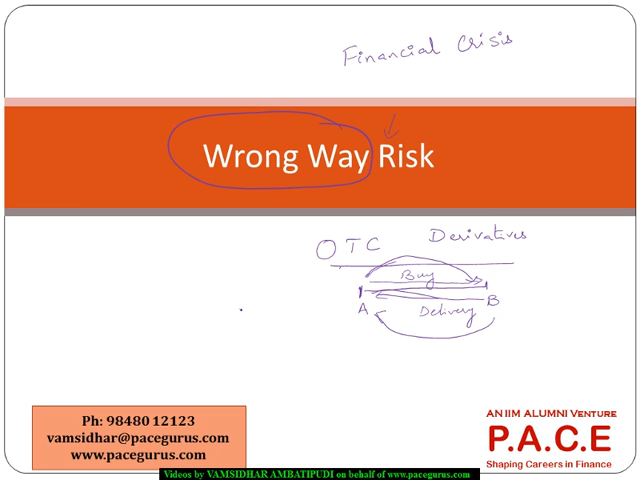 Financial Crisis
Wrong Way Risk
OTC Derivatives
Buy
A B
Delivery
Ph: 98480 12123
vamsidhar@pacegurus.com
www.pacegurus.com
AN IIM ALUMNI VENTURE
P.A.C.E
Shaping Careers in Finance
Videos by VAMSIDHAR AMBATIPUDI on behalf of www.pacegurus.com